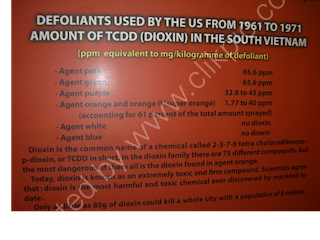 DEFOLIANTS USED BY THE US FROM 1961 TO 1971
AMOUNT OF TCDD (DIOXIN) IN THE SOUTH VIETNAM
(ppm equivalent to mg/kilogramme of defoliant)
- Agent pink 65.6 ppm
- Agent green 65.6 ppm
- Agent purple 32.8 to 45 ppm
- Agent orange and orange II (super orange) 1.77 to 40 ppm
(accounting for 61 percent of the total amount sprayed)
- Agent white no dioxin
- Agent blue no dioxin
Dioxin is the common name of a chemical called 2-3-7-8 tetra cholorodibenzo-
p-dioxin, or TCDD in short. In the dioxin family there are 75 different compounds, but
the most dangerous of them all is the dioxin found in agent orange.
Today, dioxin is known as an extremely toxic and firm compound. Scientists agree
that: dioxin is the most harmful and toxic chemical ever discovered by mankind to
date.
Only as little as 85g of dioxin could kill a whole city with a population of 8 million.